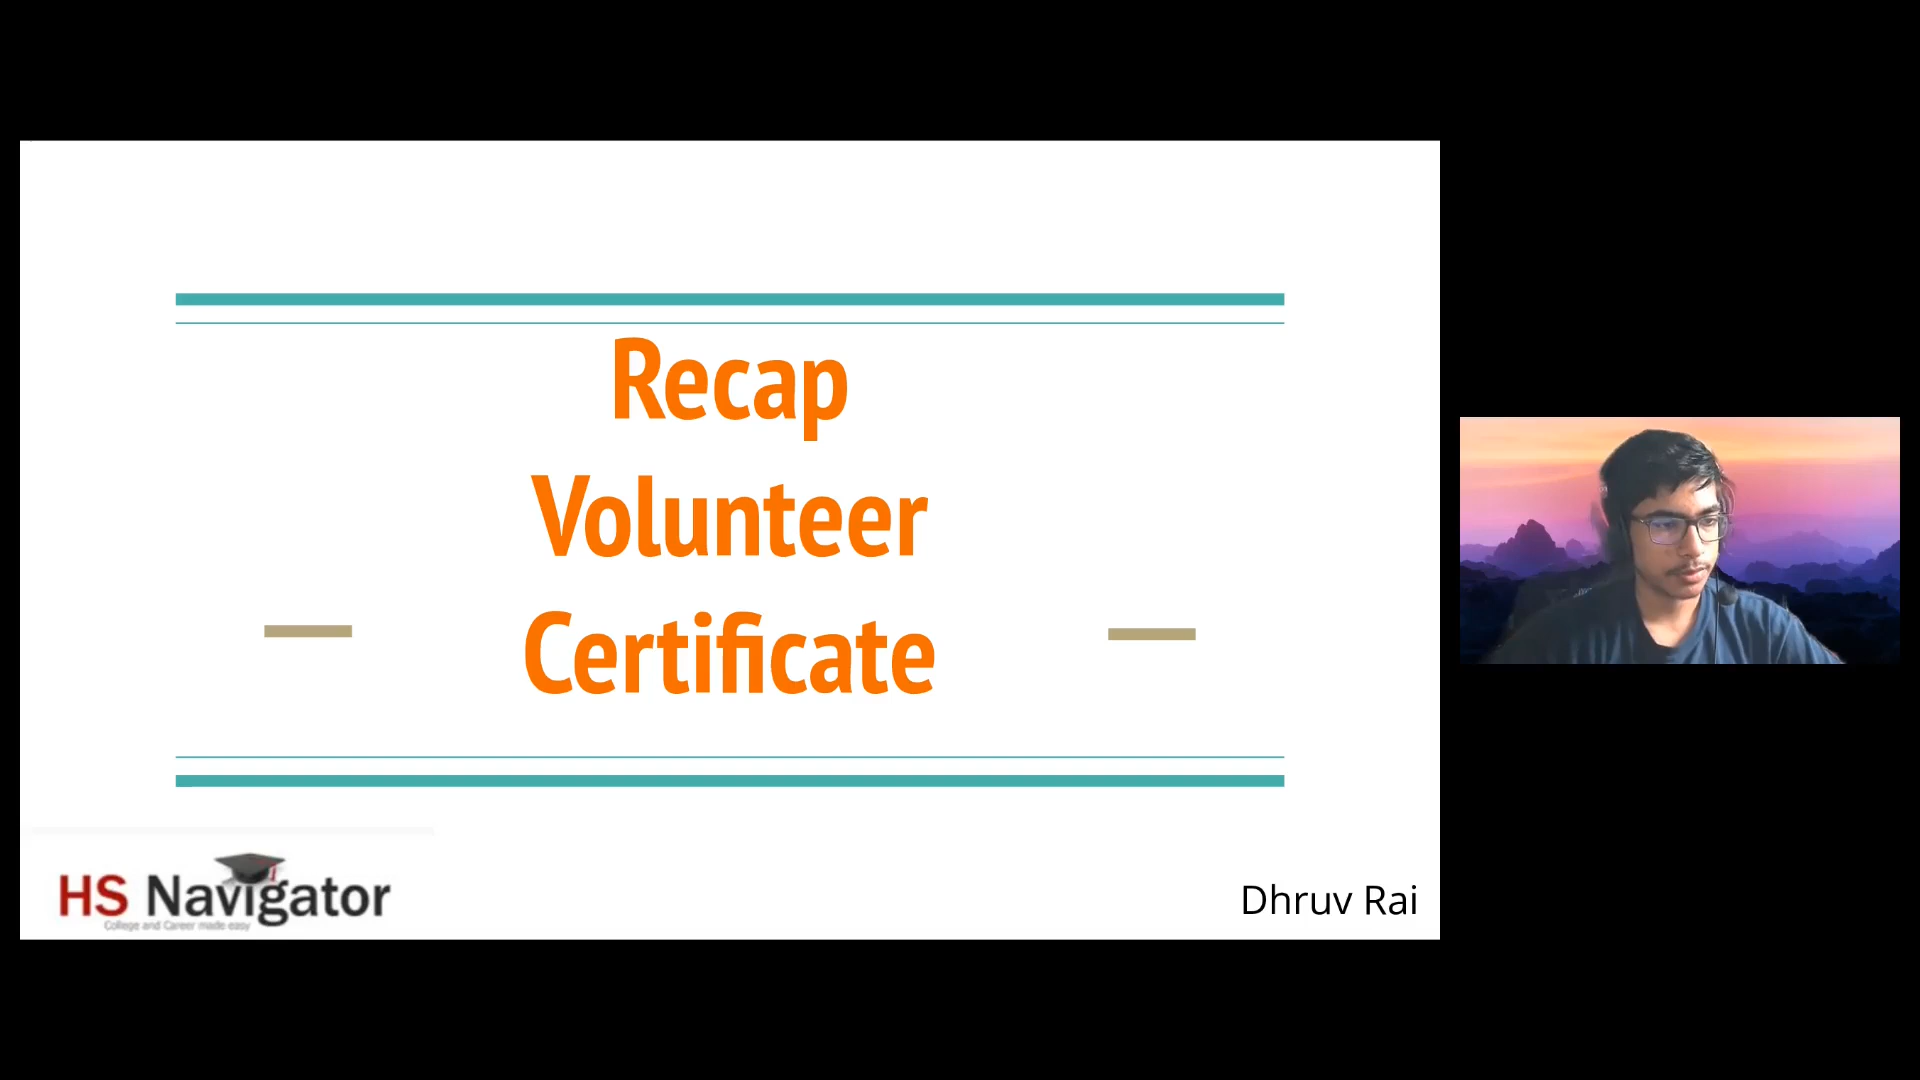 Recap
Volunteer
Certificate
HS Navigator
College and Career made easy
Dhruv Rai